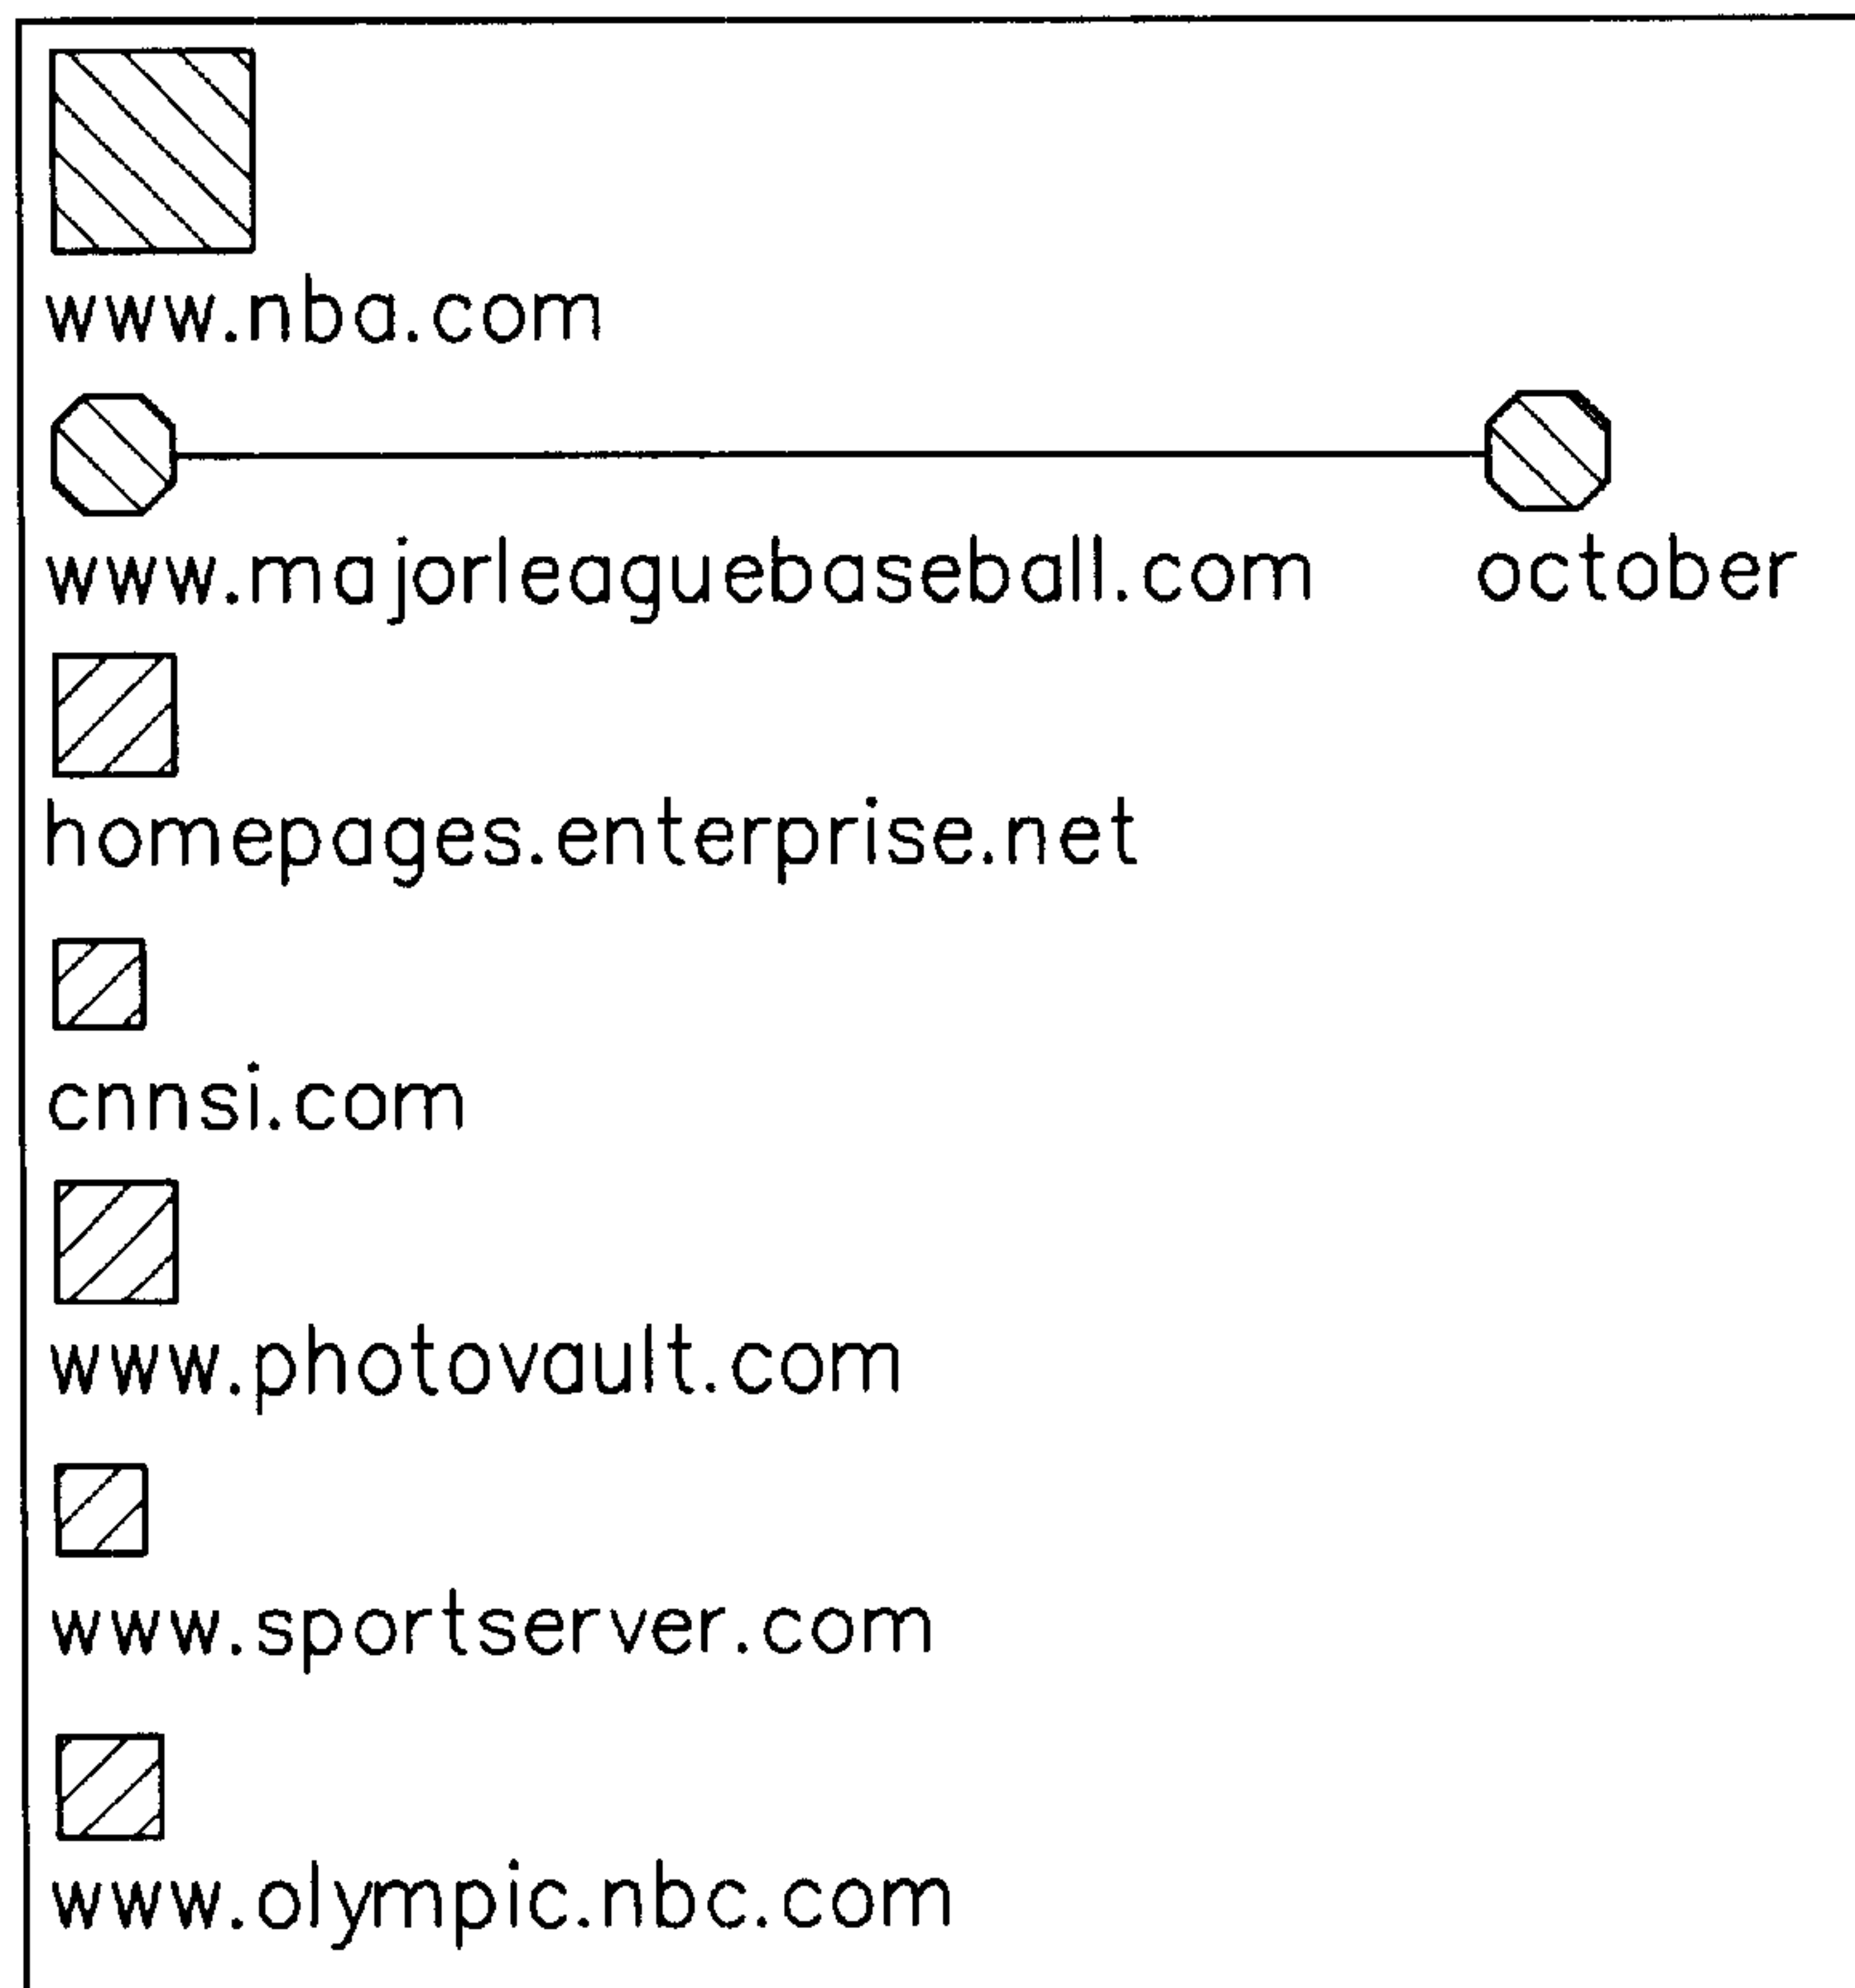 www.nba.com
www.majorleaguebaseball.com october
homepages.enterprise.net
cnnsi.com
www.photovault.com
www.sportserver.com
www.olympic.nbc.com